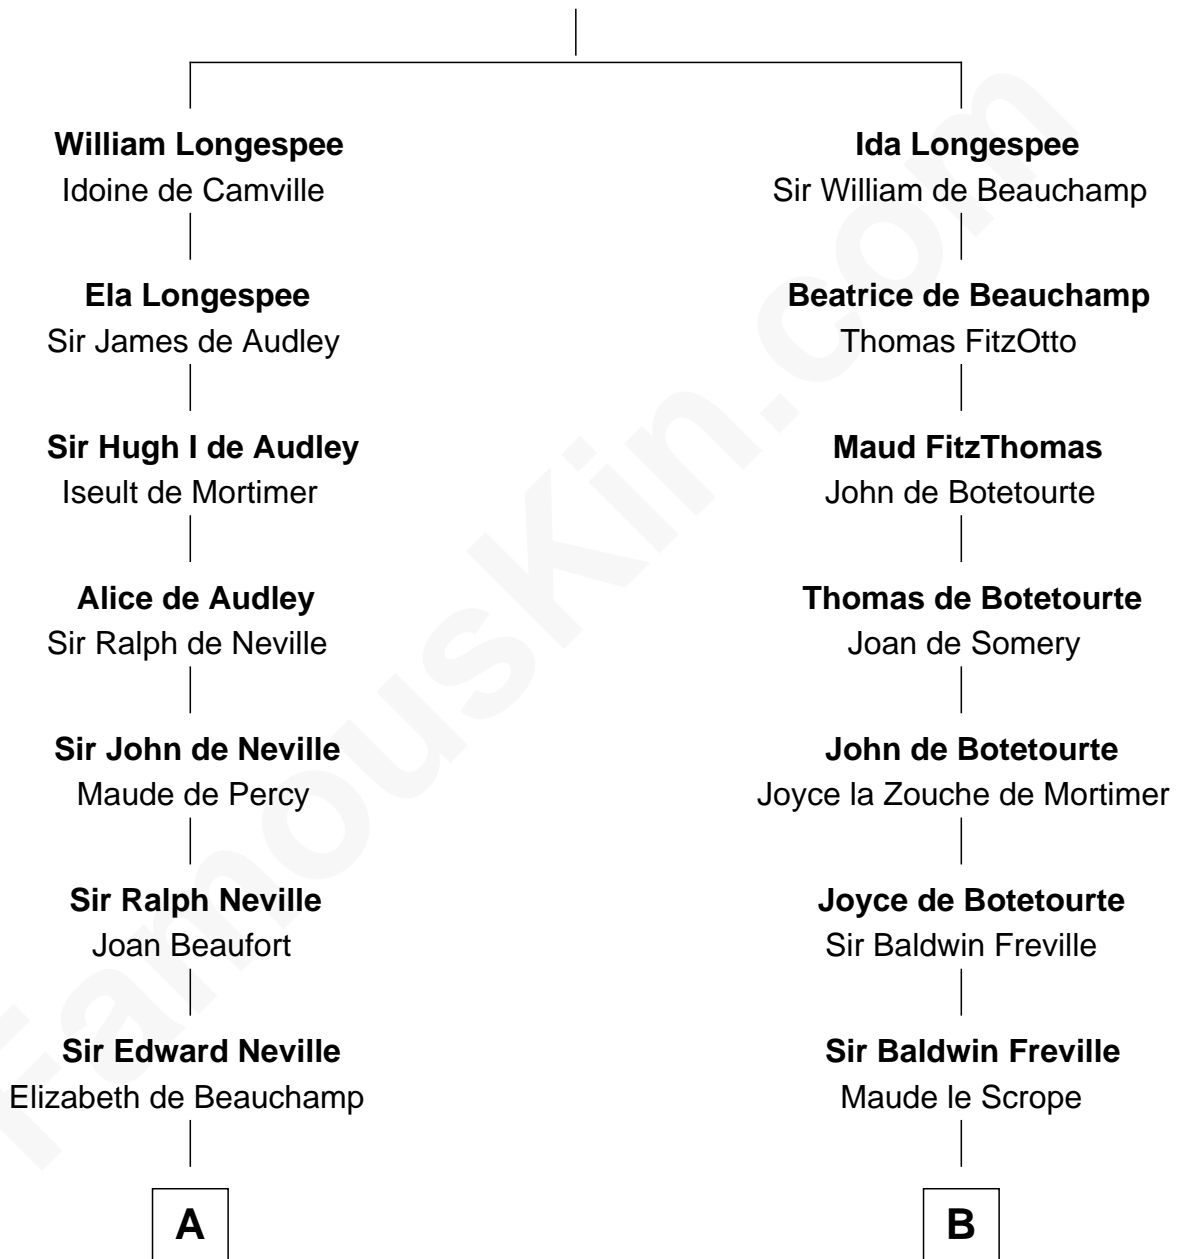 William Longespee
Idoine de Camville
Ida Longespee
Sir William de Beauchamp
Ela Longespee
Sir James de Audley
Beatrice de Beauchamp
Thomas FitzOtto
Sir Hugh I de Audley
Iseult de Mortimer
Maud FitzThomas
John de Botetourte
Alice de Audley
Sir Ralph de Neville
Thomas de Botetourte
Joan de Somery
Sir John de Neville
Maude de Percy
John de Botetourte
Joyce la Zouche de Mortimer
Sir Ralph Neville
Joan Beaufort
Joyce de Botetourte
Sir Baldwin Freville
Sir Edward Neville
Elizabeth de Beauchamp
Sir Baldwin Freville
Maude le Scrope
A
B
FamousKin.com